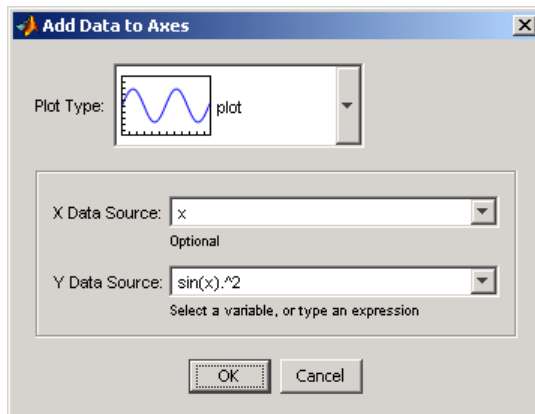 Add Data to Axes
Plot Type: plot
X Data Source: x
Optional
Y Data Source: sin(x).^2
Select a variable, or type an expression
OK Cancel